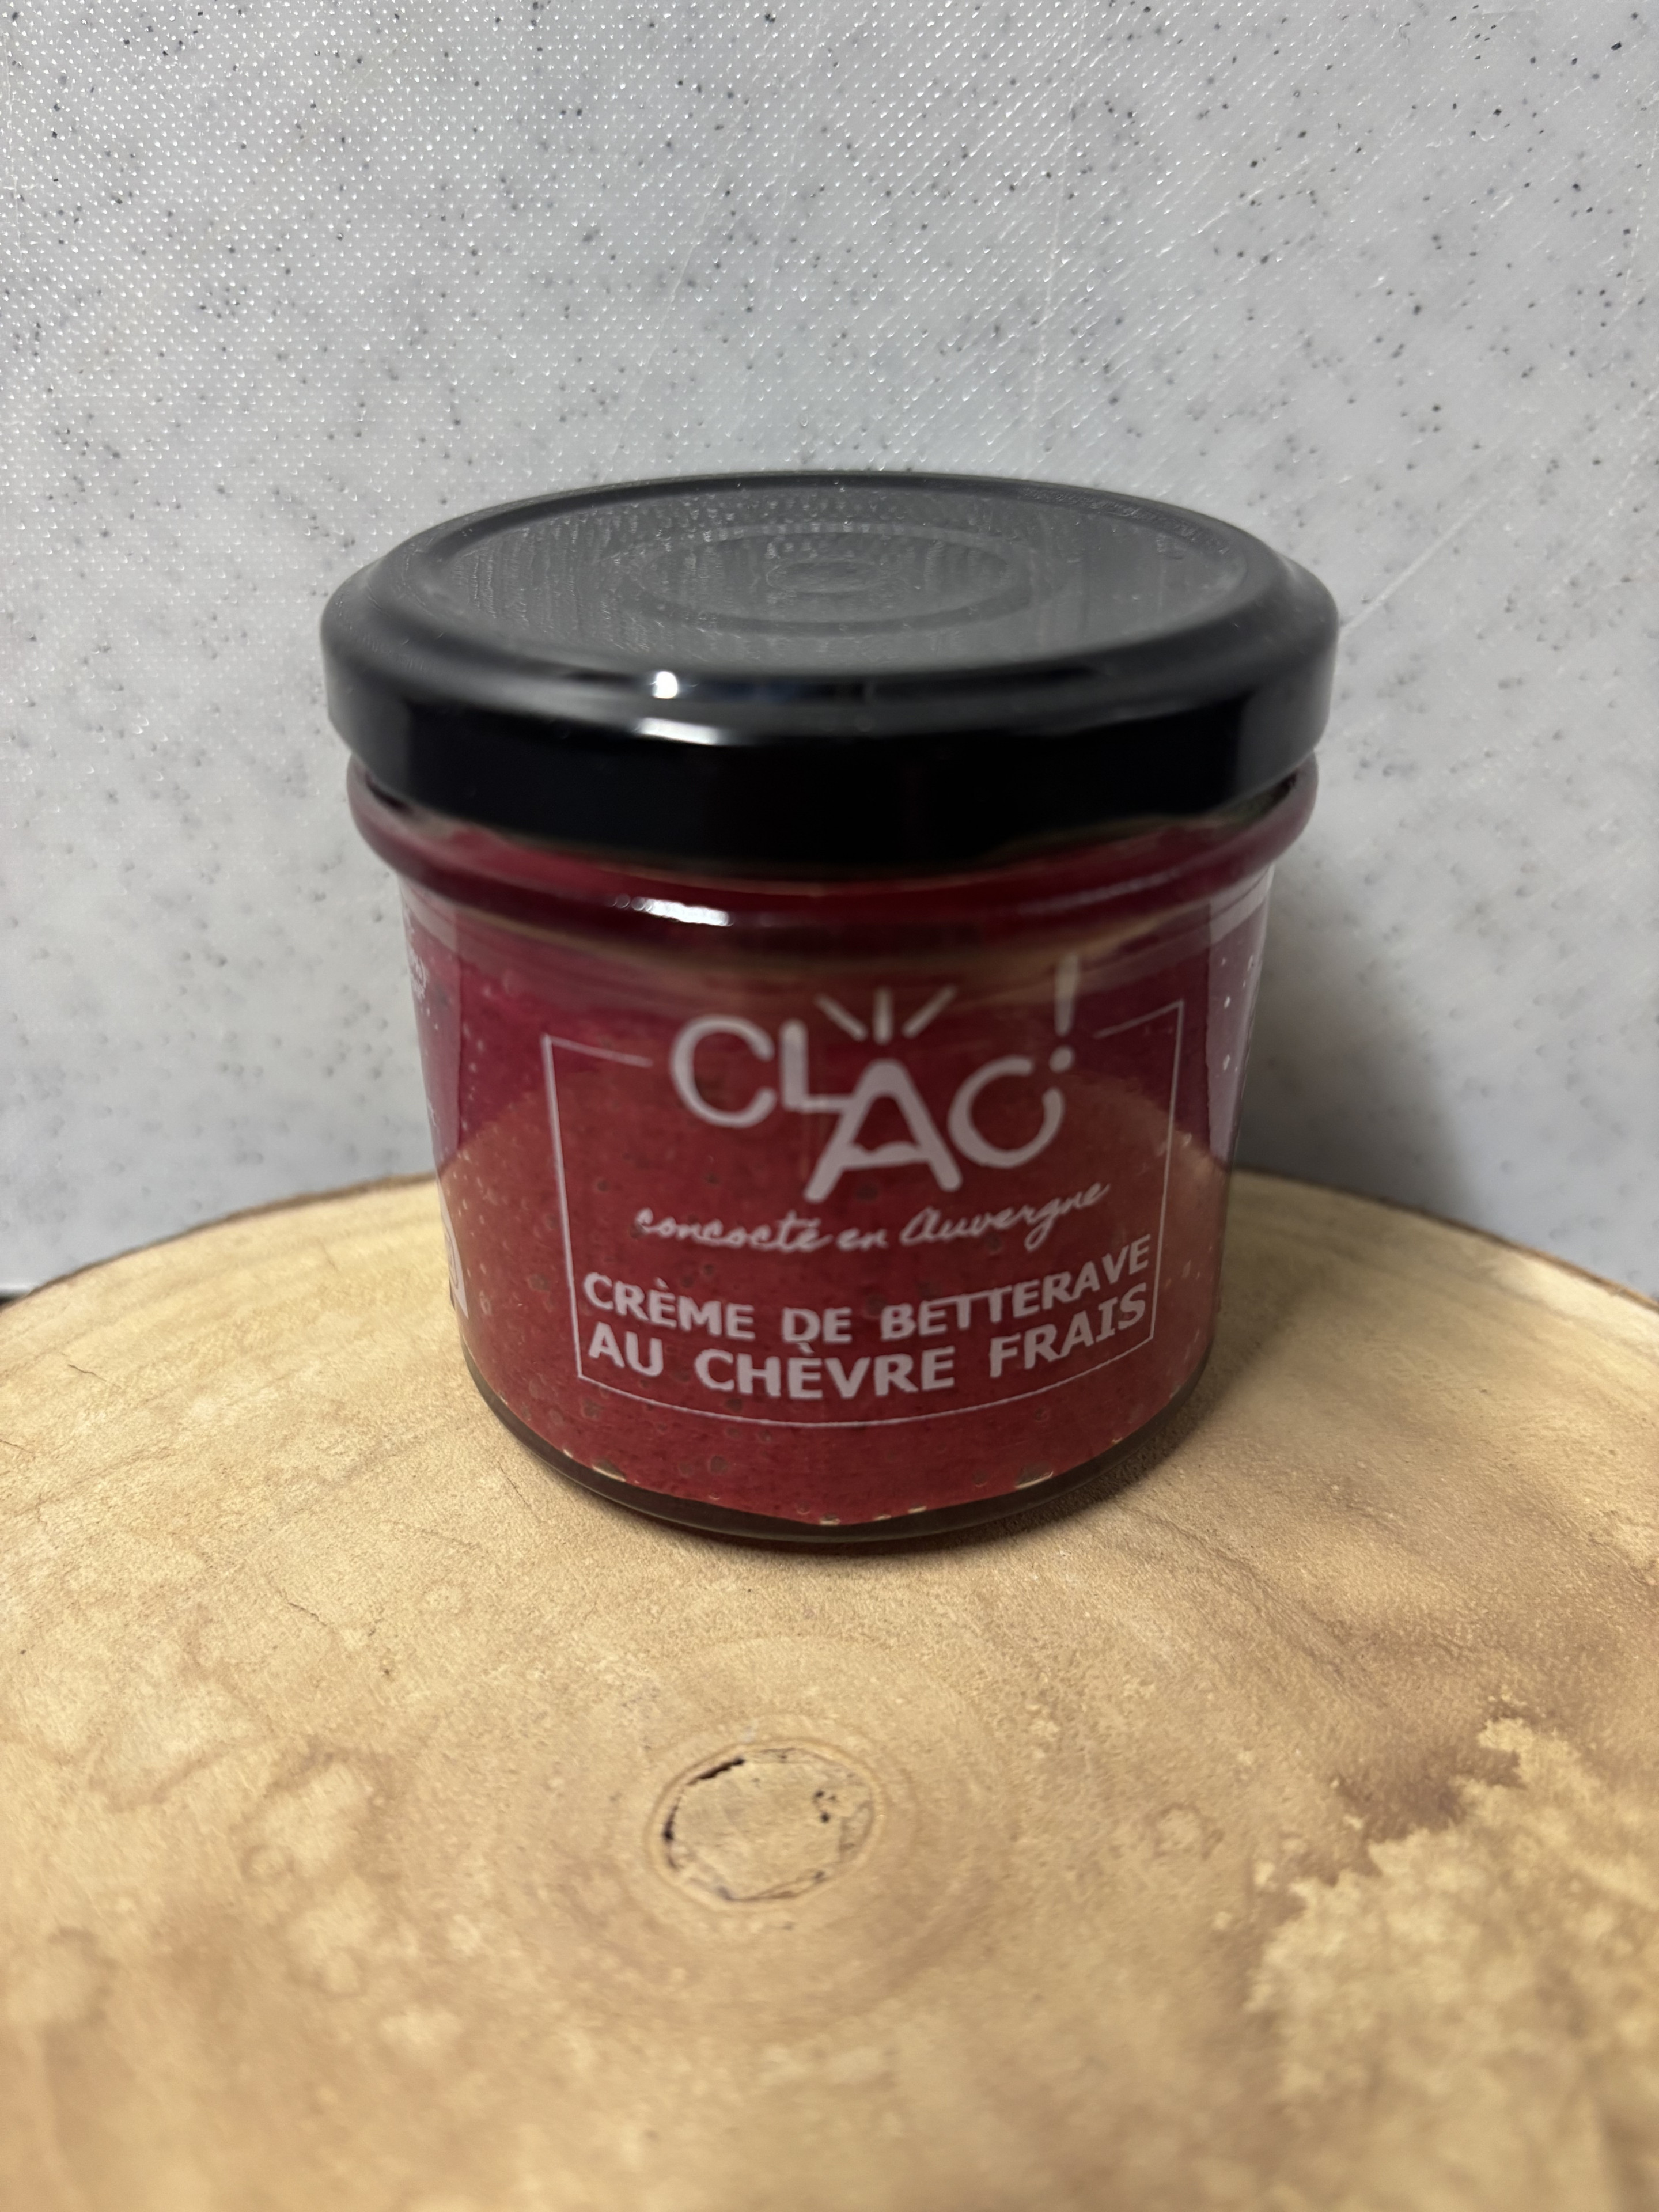 CLAC!
concocté en Auvergne
CRÈME DE BETTERAVE
AU CHÈVRE FRAIS